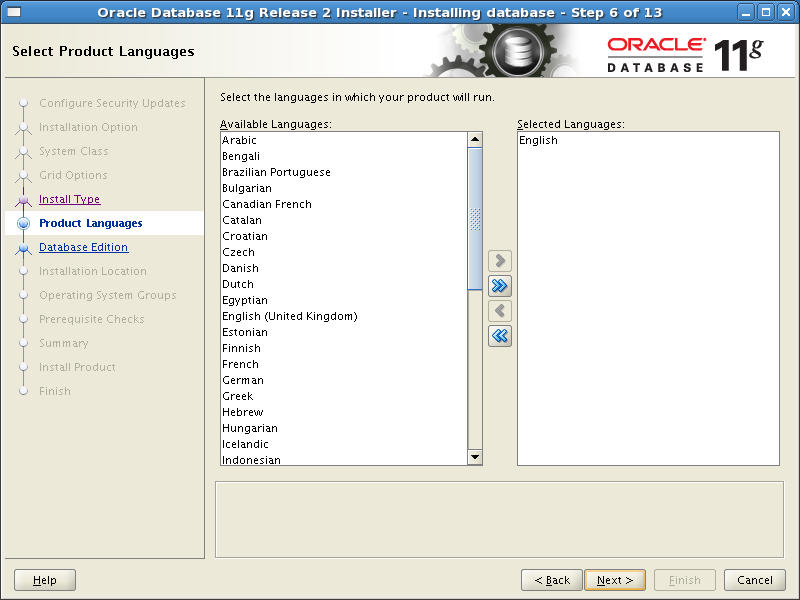 Oracle Database 11g Release 2 Installer - Installing database - Step 6 of 13
Select Product Languages
ORACLE®
DATABASE
11g
Configure Security Updates
Installation Option
System Class
Grid Options
Install Type
Product Languages
Database Edition
Installation Location
Operating System Groups
Prerequisite Checks
Summary
Install Product
Finish
Select the languages in which your product will run.
Available Languages:
Arabic
Bengali
Brazilian Portuguese
Bulgarian
Canadian French
Catalan
Croatian
Czech
Danish
Dutch
Egyptian
English (United Kingdom)
Estonian
Finnish
French
German
Greek
Hebrew
Hungarian
Icelandic
Indonesian
Selected Languages:
English
Help
< Back
Next >
Finish
Cancel